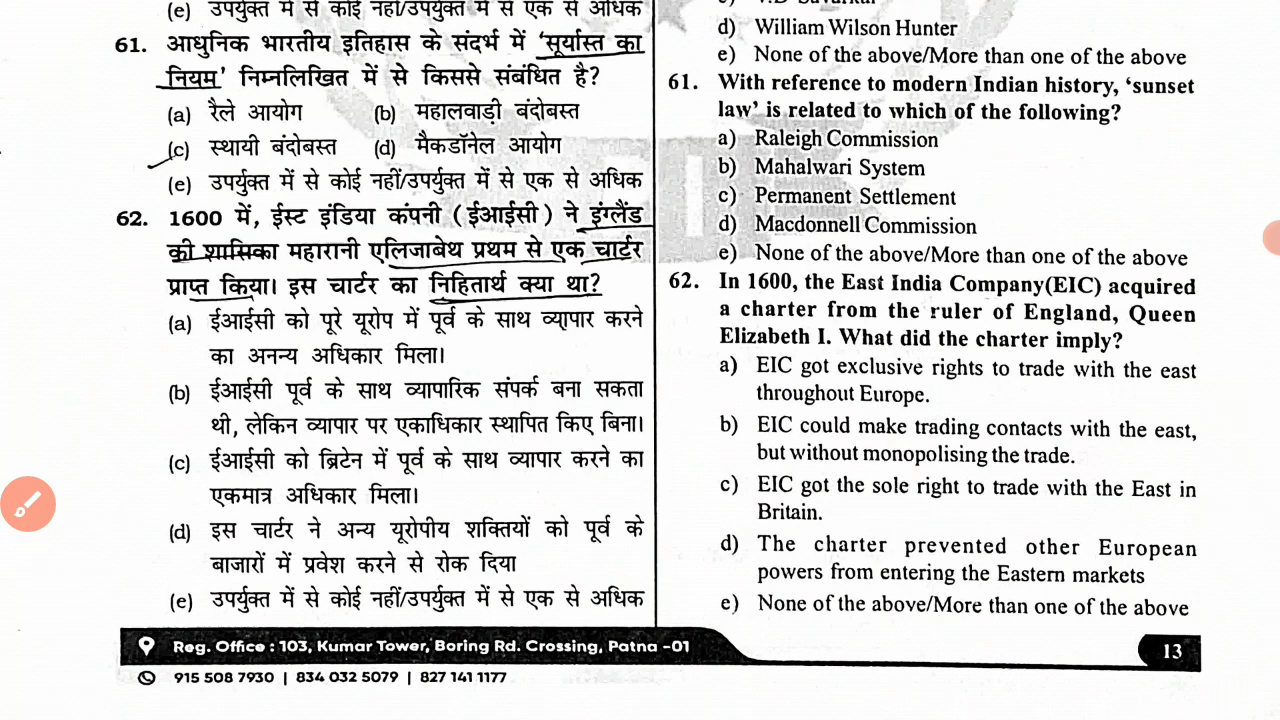 (e) उपर्युक्त में से कोई नहीं/उपर्युक्त में से एक से अधिक
61. आधुनिक भारतीय इतिहास के संदर्भ में ‘सूर्यास्त का
नियम’ निम्नलिखित में से किससे संबंधित है?
(a) रैले आयोग (b) महालवाड़ी बंदोबस्त
(c) स्थायी बंदोबस्त (d) मैकडॉनेल आयोग
(e) उपर्युक्त में से कोई नहीं/उपर्युक्त में से एक से अधिक
62. 1600 में, ईस्ट इंडिया कंपनी (ईआईसी) ने इंग्लैंड
की शासिका महारानी एलिजाबेथ प्रथम से एक चार्टर
प्राप्त किया। इस चार्टर का निहितार्थ क्या था?
(a) ईआईसी को पूरे यूरोप में पूर्व के साथ व्यापार करने
का अनन्य अधिकार मिला।
(b) ईआईसी पूर्व के साथ व्यापारिक संपर्क बना सकता
थी, लेकिन व्यापार पर एकाधिकार स्थापित किए बिना।
(c) ईआईसी को ब्रिटेन में पूर्व के साथ व्यापार करने का
एकमात्र अधिकार मिला।
(d) इस चार्टर ने अन्य यूरोपीय शक्तियों को पूर्व के
बाजारों में प्रवेश करने से रोक दिया
(e) उपर्युक्त में से कोई नहीं/उपर्युक्त में से एक से अधिक
d) William Wilson Hunter
e) None of the above/More than one of the above
61. With reference to modern Indian history, ‘sunset
law’ is related to which of the following?
a) Raleigh Commission
b) Mahalwari System
c) Permanent Settlement
d) Macdonnell Commission
e) None of the above/More than one of the above
62. In 1600, the East India Company(EIC) acquired
a charter from the ruler of England, Queen
Elizabeth I. What did the charter imply?
a) EIC got exclusive rights to trade with the east
throughout Europe.
b) EIC could make trading contacts with the east,
but without monopolising the trade.
c) EIC got the sole right to trade with the East in
Britain.
d) The charter prevented other European
powers from entering the Eastern markets
e) None of the above/More than one of the above
Reg. Office : 103, Kumar Tower, Boring Rd. Crossing, Patna -01
13
915 508 7930 | 834 032 5079 | 827 141 1177